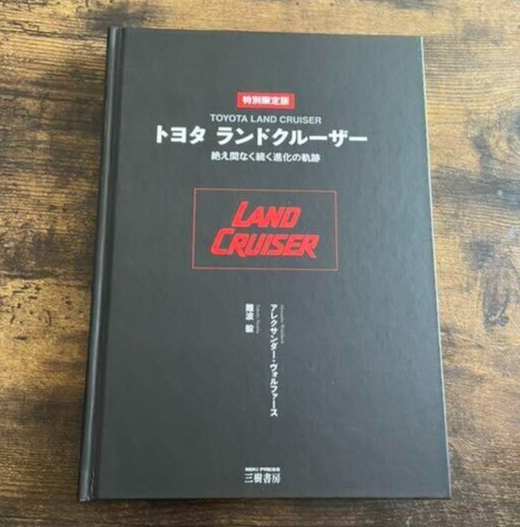 特別限定版
TOYOTA LAND CRUISER
トヨタ ランドクルーザー
絶え間なく続く進化の軌跡
LAND
CRUISER
アレクサンダー・ヴォルファース
難波 毅
MIKI PRESS
三樹書房